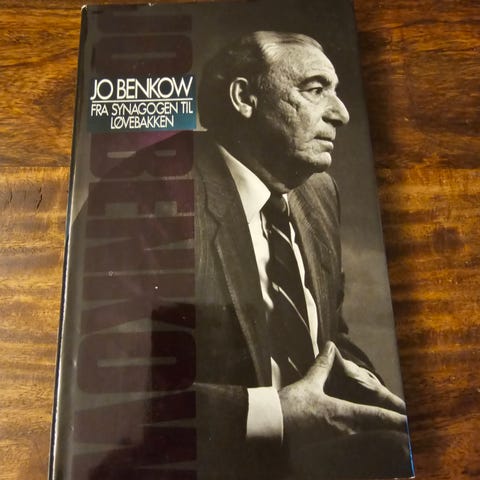 JO BENKOW
FRA SYNAGOGEN TIL
LØVEBAKKEN
JO BENKOW